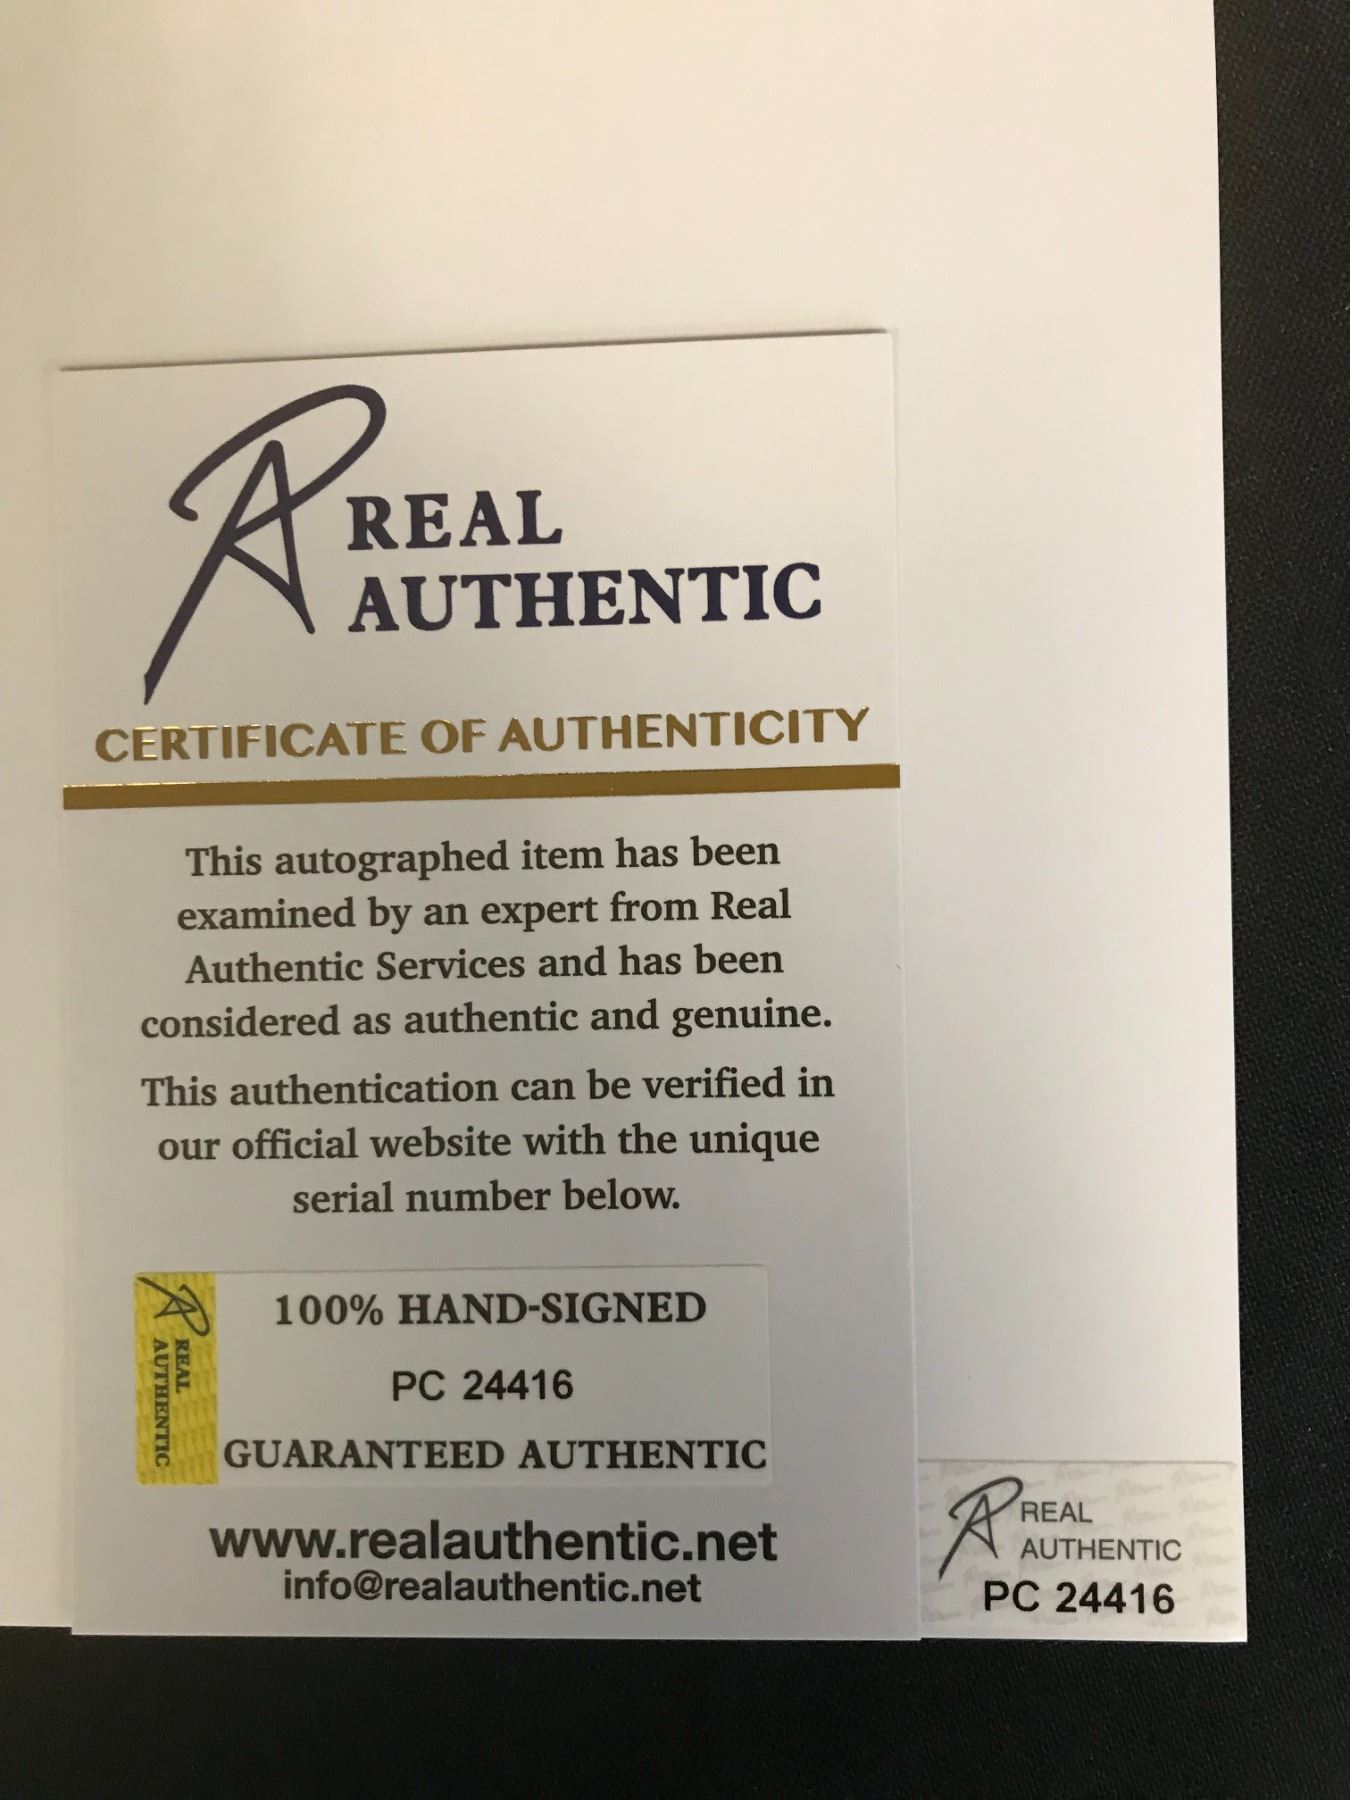 REAL
AUTHENTIC
CERTIFICATE OF AUTHENTICITY
This autographed item has been
examined by an expert from Real
Authentic Services and has been
considered as authentic and genuine.
This authentication can be verified in
our official website with the unique
serial number below.
REAL
AUTHENTIC
100% HAND-SIGNED
PC 24416
GUARANTEED AUTHENTIC
www.realauthentic.net
info@realauthentic.net
REAL
AUTHENTIC
PC 24416